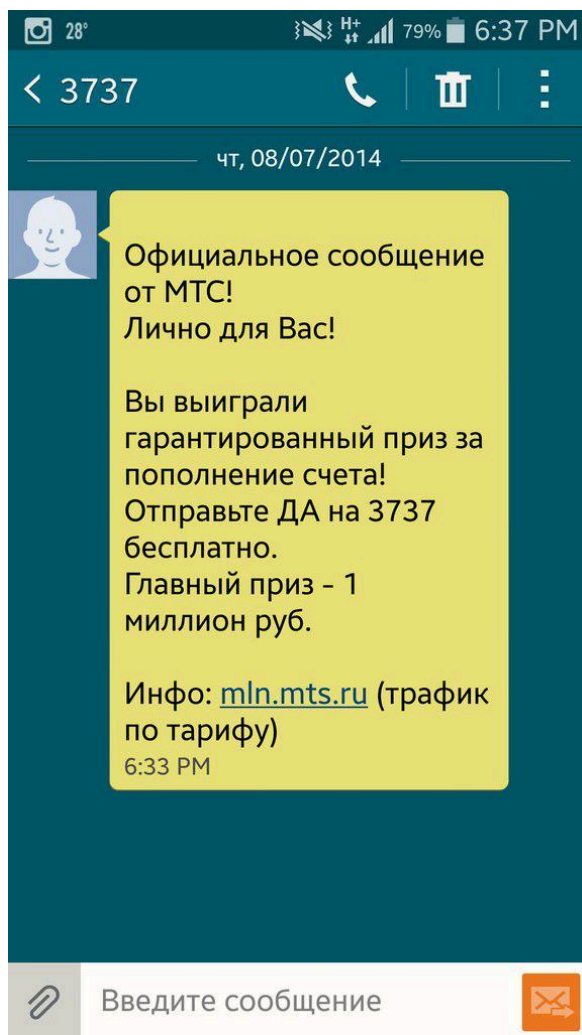 28°
H+
79%
6:37 PM
3737
чт, 08/07/2014
Официальное сообщение
от МТС!
Лично для Вас!
Вы выиграли
гарантированный приз за
пополнение счета!
Отправьте ДА на 3737
бесплатно.
Главный приз - 1
миллион руб.
Инфо: mln.mts.ru (трафик
по тарифу)
6:33 PM
Введите сообщение